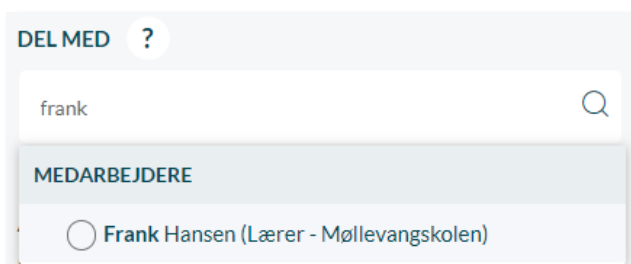 DEL MED ?
frank
MEDARBEJDERE
Frank Hansen (Lærer - Møllevangskolen)